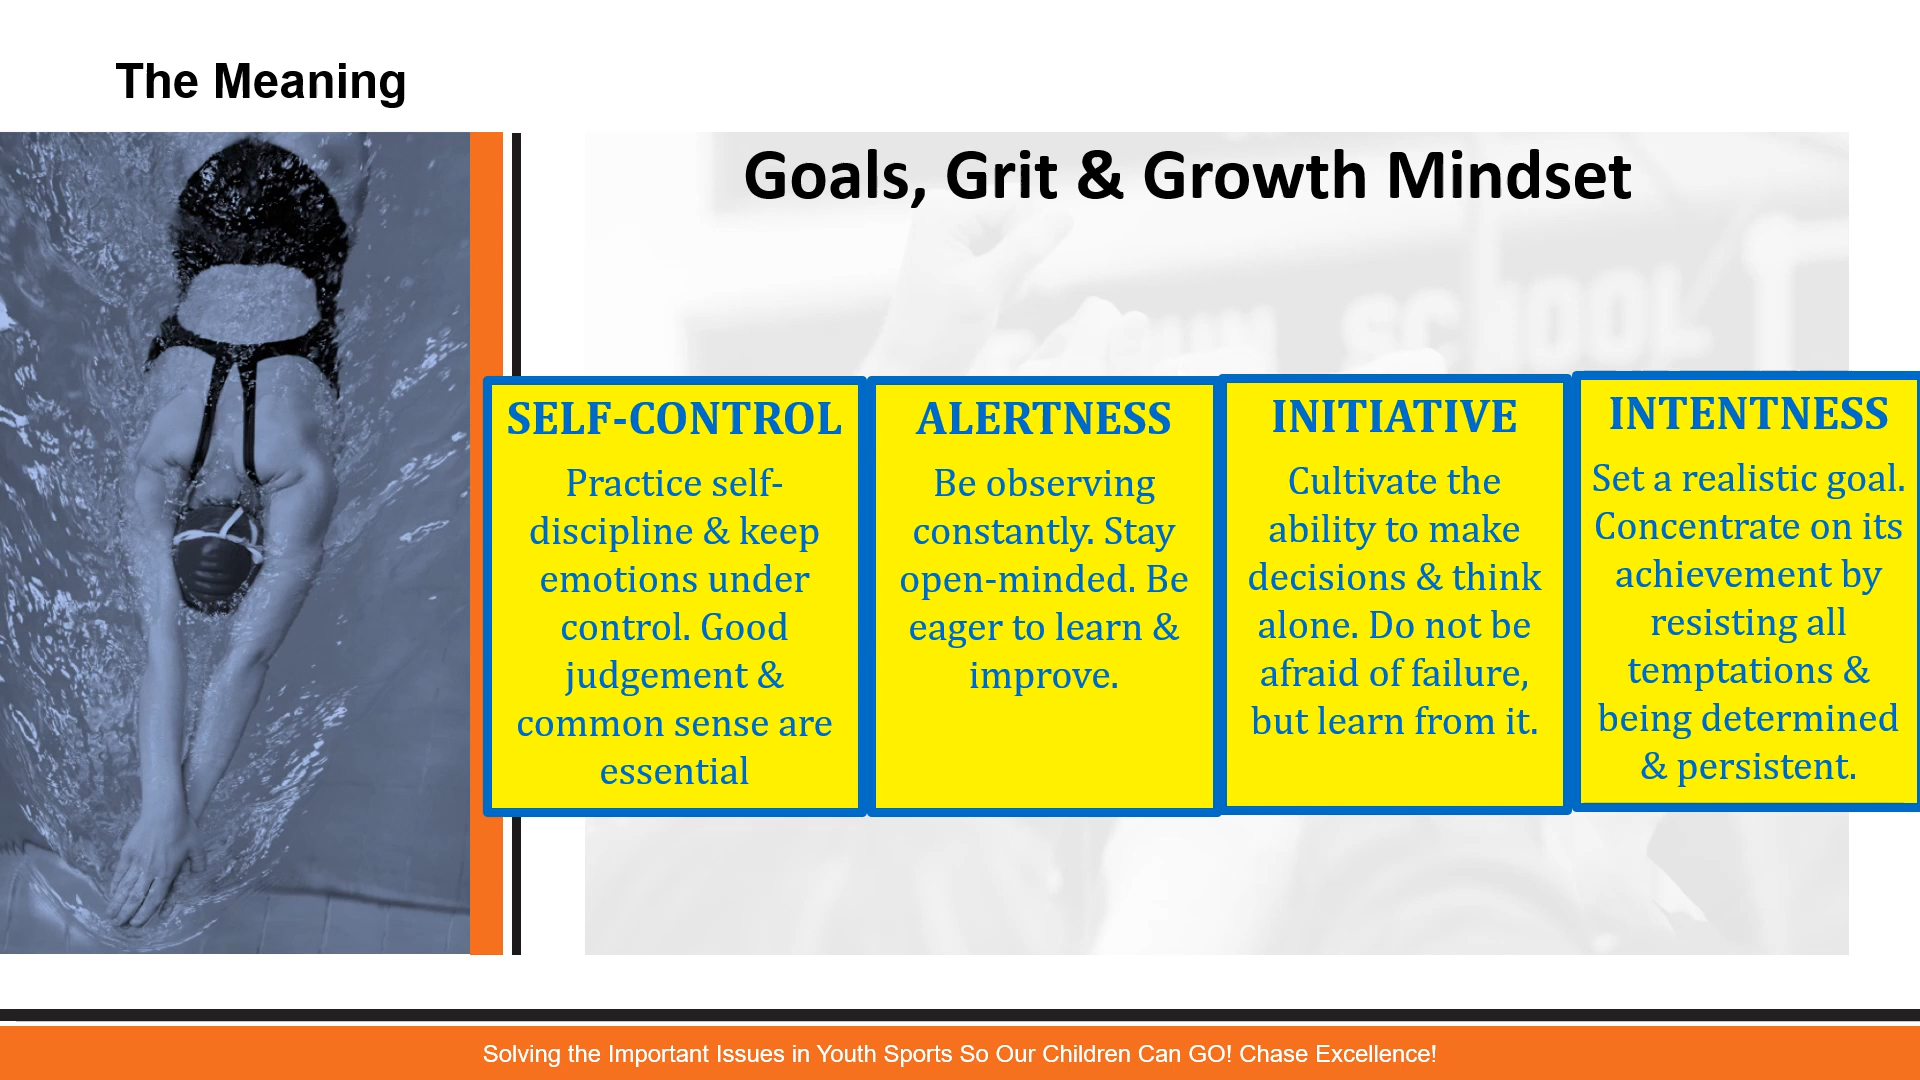 The Meaning
Goals, Grit & Growth Mindset
SELF-CONTROL
Practice self-
discipline & keep
emotions under
control. Good
judgement &
common sense are
essential
ALERTNESS
Be observing
constantly. Stay
open-minded. Be
eager to learn &
improve.
INITIATIVE
Cultivate the
ability to make
decisions & think
alone. Do not be
afraid of failure,
but learn from it.
INTENTNESS
Set a realistic goal.
Concentrate on its
achievement by
resisting all
temptations &
being determined
& persistent.
SCHOOL
Solving the Important Issues in Youth Sports So Our Children Can GO! Chase Excellence!